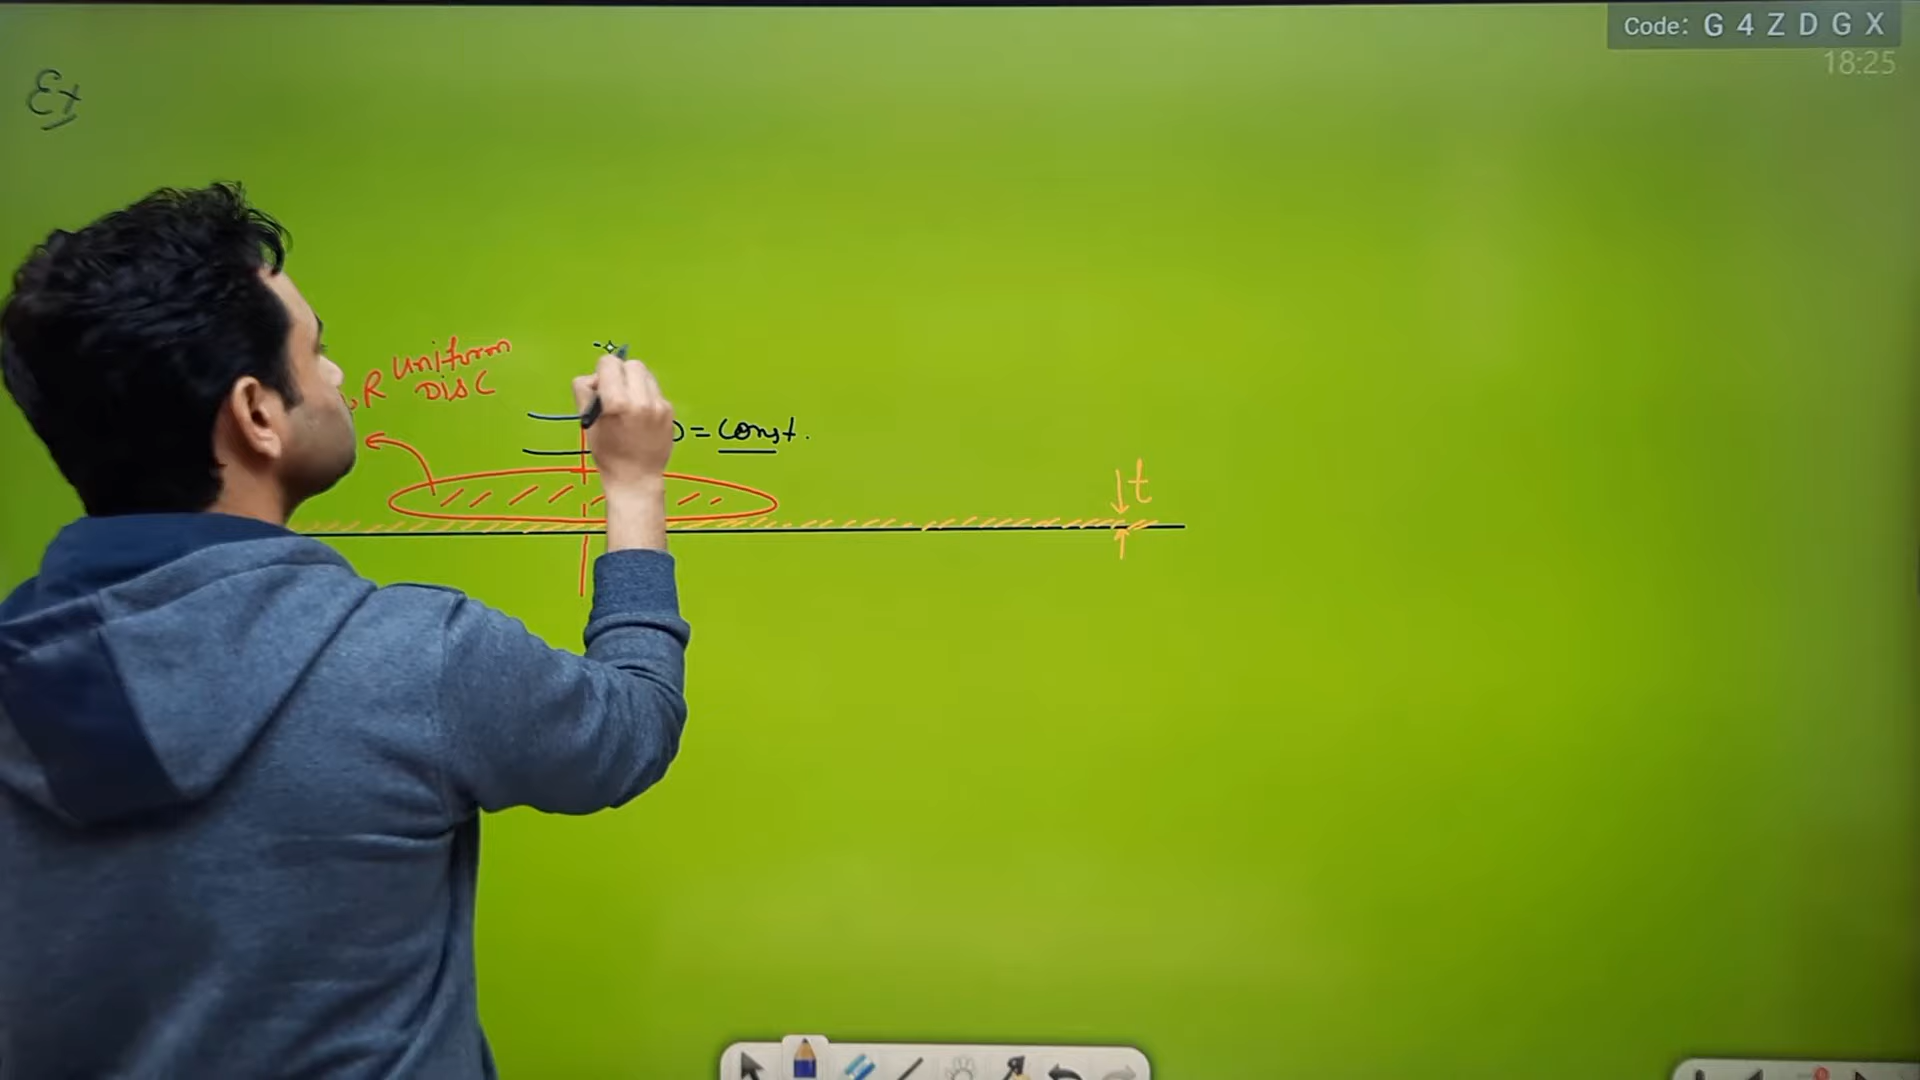 Code: G 4 Z D G X
18:25
Ex
R Uniform
DISC
= const.
t